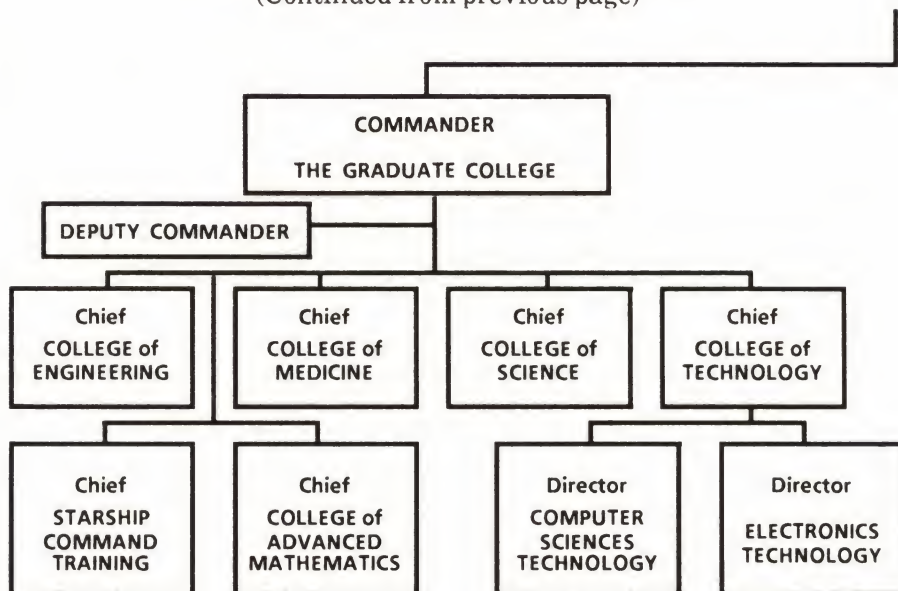 (Continued from previous page)
COMMANDER
THE GRADUATE COLLEGE
DEPUTY COMMANDER
Chief
COLLEGE of
ENGINEERING
Chief
COLLEGE of
MEDICINE
Chief
COLLEGE of
SCIENCE
Chief
COLLEGE of
TECHNOLOGY
Chief
STARSHIP
COMMAND
TRAINING
Chief
COLLEGE of
ADVANCED
MATHEMATICS
Director
COMPUTER
SCIENCES
TECHNOLOGY
Director
ELECTRONICS
TECHNOLOGY